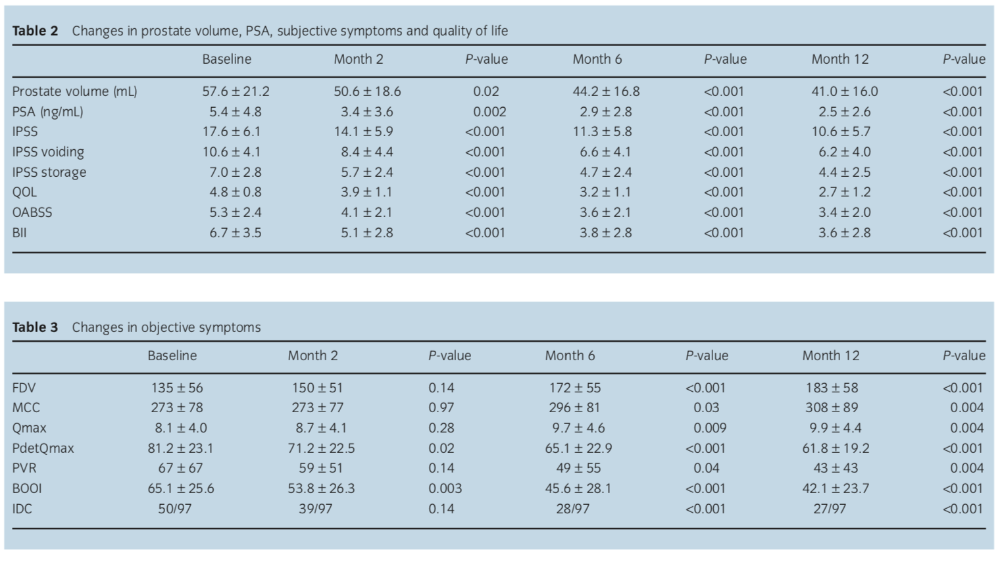 Table 2 Changes in prostate volume, PSA, subjective symptoms and quality of life
Baseline Month 2 P-value Month 6 P-value Month 12 P-value
Prostate volume (mL) 57.6 ± 21.2 50.6 ± 18.6 0.02 44.2 ± 16.8 <0.001 41.0 ± 16.0 <0.001
PSA (ng/mL) 5.4 ± 4.8 3.4 ± 3.6 0.002 2.9 ± 2.8 <0.001 2.5 ± 2.6 <0.001
IPSS 17.6 ± 6.1 14.1 ± 5.9 <0.001 11.3 ± 5.8 <0.001 10.6 ± 5.7 <0.001
IPSS voiding 10.6 ± 4.1 8.4 ± 4.4 <0.001 6.6 ± 4.1 <0.001 6.2 ± 4.0 <0.001
IPSS storage 7.0 ± 2.8 5.7 ± 2.4 <0.001 4.7 ± 2.4 <0.001 4.4 ± 2.5 <0.001
QOL 4.8 ± 0.8 3.9 ± 1.1 <0.001 3.2 ± 1.1 <0.001 2.7 ± 1.2 <0.001
OABSS 5.3 ± 2.4 4.1 ± 2.1 <0.001 3.6 ± 2.1 <0.001 3.4 ± 2.0 <0.001
BII 6.7 ± 3.5 5.1 ± 2.8 <0.001 3.8 ± 2.8 <0.001 3.6 ± 2.8 <0.001
Table 3 Changes in objective symptoms
Baseline Month 2 P-value Month 6 P-value Month 12 P-value
FDV 135 ± 56 150 ± 51 0.14 172 ± 55 <0.001 183 ± 58 <0.001
MCC 273 ± 78 273 ± 77 0.97 296 ± 81 0.03 308 ± 89 0.004
Qmax 8.1 ± 4.0 8.7 ± 4.1 0.28 9.7 ± 4.6 0.009 9.9 ± 4.4 0.004
PdetQmax 81.2 ± 23.1 71.2 ± 22.5 0.02 65.1 ± 22.9 <0.001 61.8 ± 19.2 <0.001
PVR 67 ± 67 59 ± 51 0.14 49 ± 55 0.04 43 ± 43 0.004
BOOI 65.1 ± 25.6 53.8 ± 26.3 0.003 45.6 ± 28.1 <0.001 42.1 ± 23.7 <0.001
IDC 50/97 39/97 0.14 28/97 <0.001 27/97 <0.001